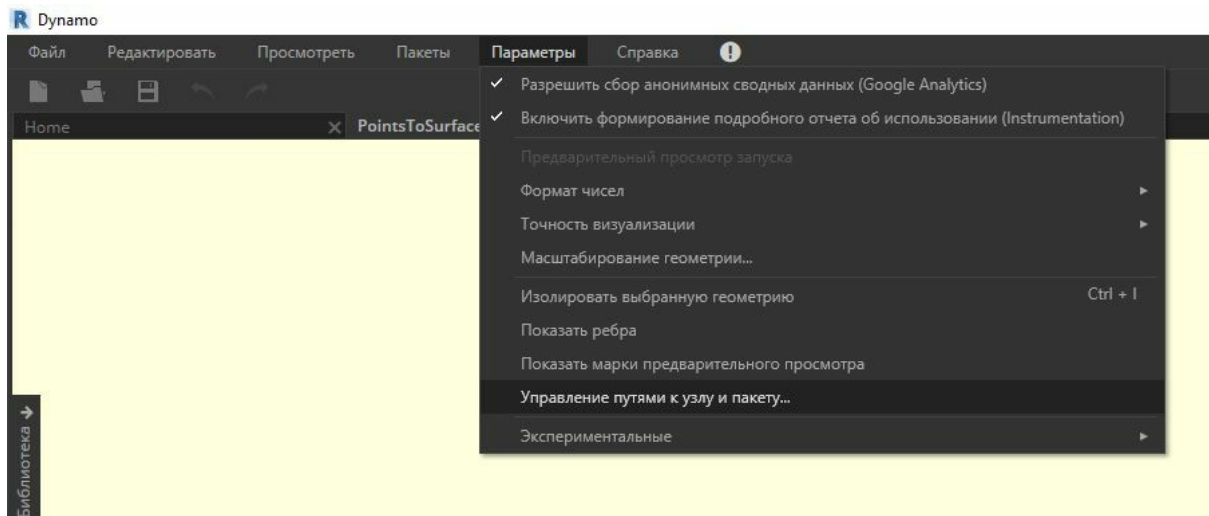 Dynamo
Файл Редактировать Просмотреть Пакеты Параметры Справка
Разрешить сбор анонимных сводных данных (Google Analytics)
Home PointsToSurface
Включить формирование подробного отчета об использовании (Instrumentation)
Предварительный просмотр запуска
Формат чисел
Точность визуализации
Масштабирование геометрии...
Изолировать выбранную геометрию Ctrl + I
Показать ребра
Показать марки предварительного просмотра
Управление путями к узлу и пакету...
Экспериментальные
Библиотека